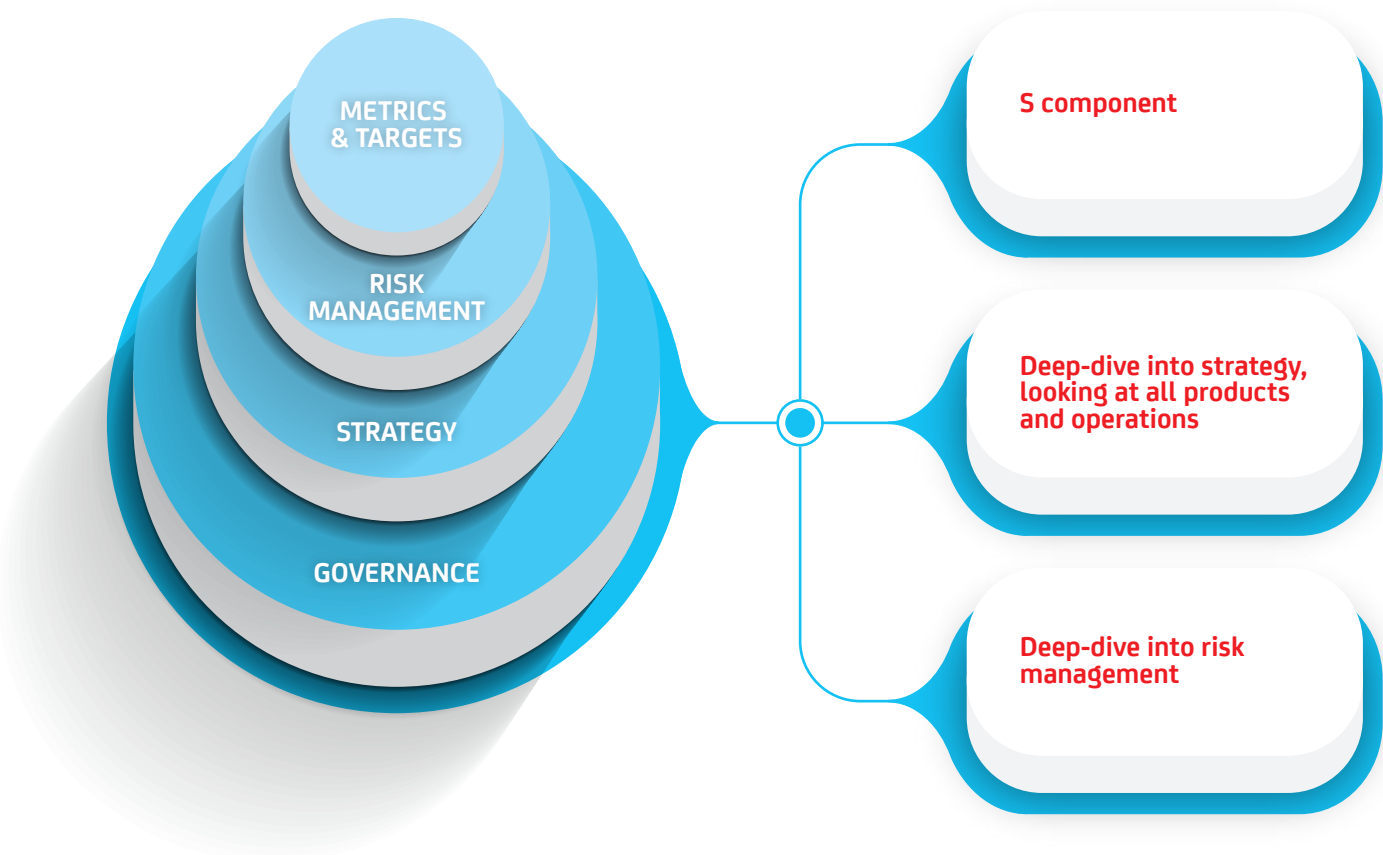 METRICS
& TARGETS
RISK
MANAGEMENT
STRATEGY
GOVERNANCE
S component
Deep-dive into strategy,
looking at all products
and operations
Deep-dive into risk
management